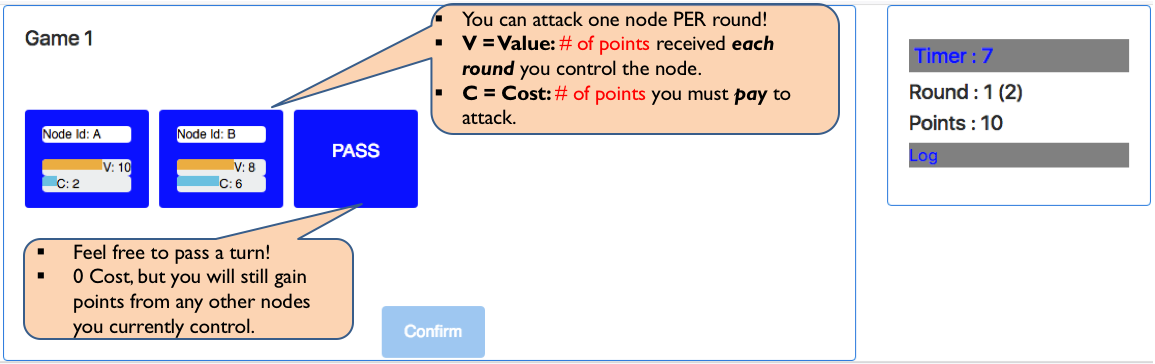 Game 1
▪ You can attack one node PER round!
▪ V = Value: # of points received each
round you control the node.
▪ C = Cost: # of points you must pay to
attack.
Node Id: A
V: 10
C: 2
Node Id: B
V: 8
C: 6
PASS
▪ Feel free to pass a turn!
▪ 0 Cost, but you will still gain
points from any other nodes
you currently control.
Confirm
Timer : 7
Round : 1 (2)
Points : 10
Log